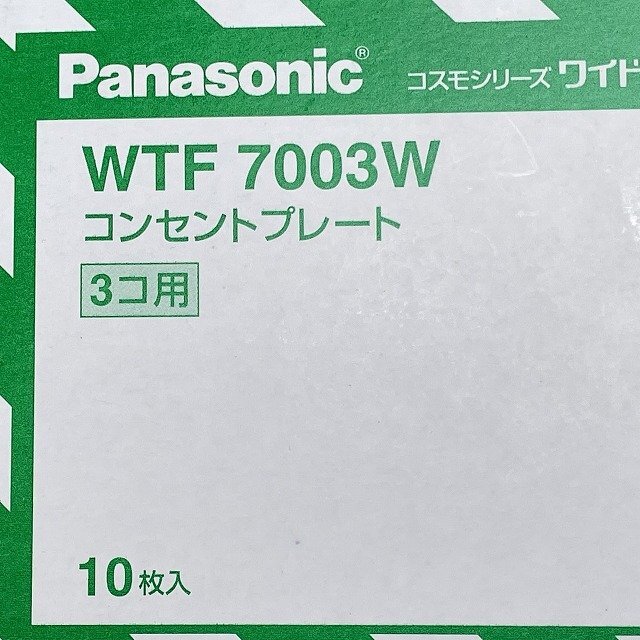 Panasonic® コスモシリーズ ワイド
WTF 7003W
コンセントプレート
3コ用
10枚入